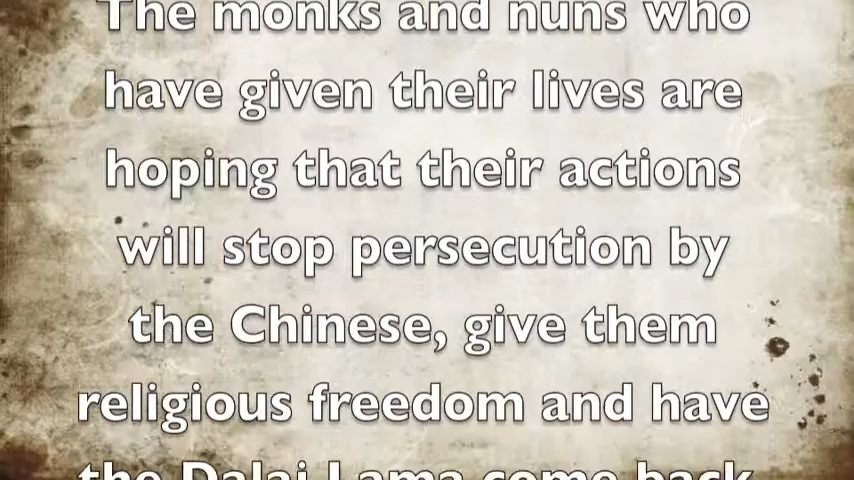 The monks and nuns who
have given their lives are
hoping that their actions
will stop persecution by
the Chinese, give them
religious freedom and have
the Dalai Lama come back